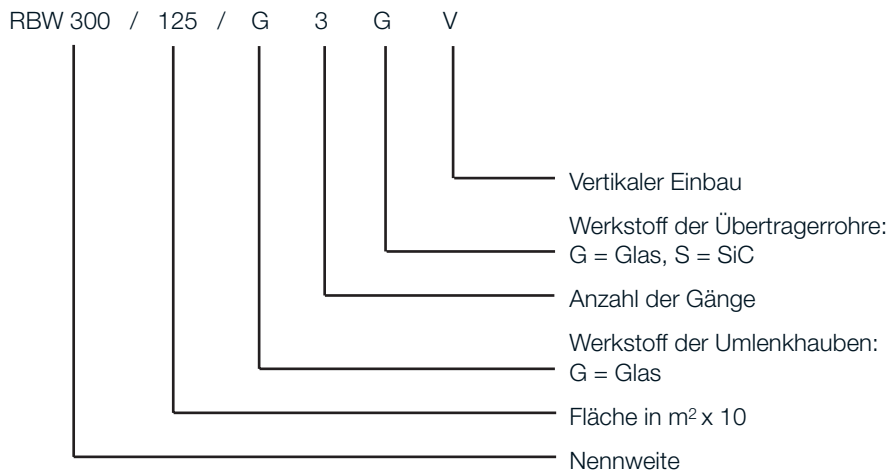 RBW 300 / 125 / G 3 G V
Vertikaler Einbau
Werkstoff der Übertragerrohre:
G = Glas, S = SiC
Anzahl der Gänge
Werkstoff der Umlenkhauben:
G = Glas
Fläche in m² x 10
Nennweite